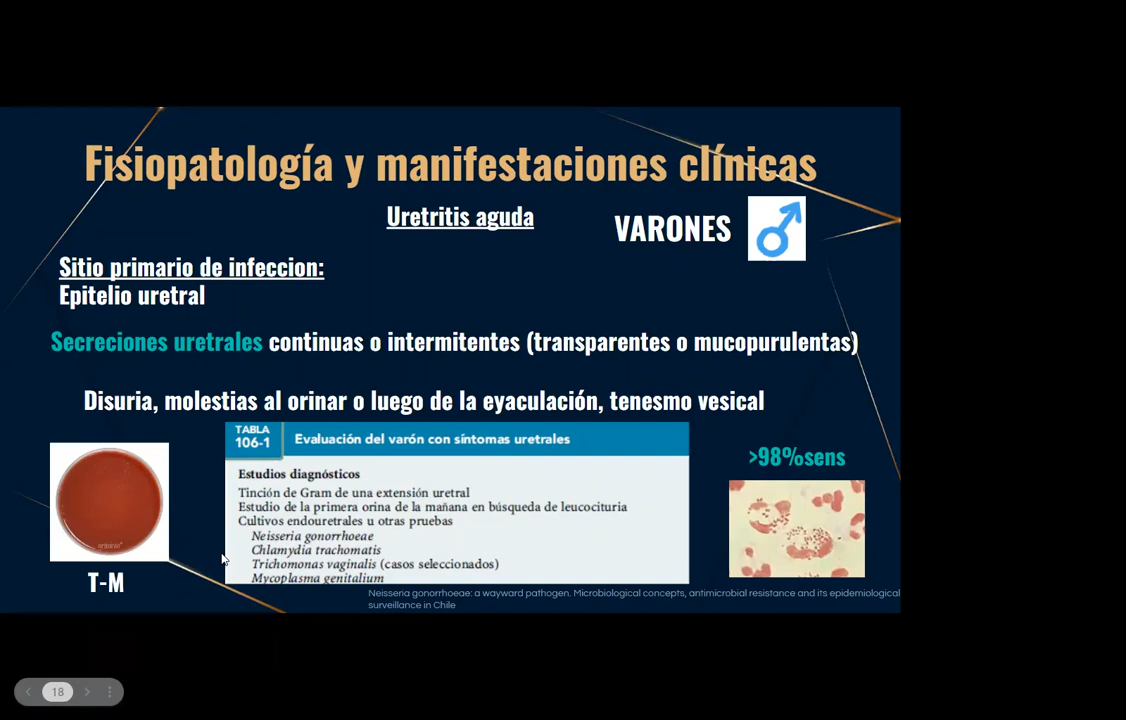 Fisiopatología y manifestaciones clínicas
Uretritis aguda
VARONES
Sitio primario de infeccion:
Epitelio uretral
Secreciones uretrales continuas o intermitentes (transparentes o mucopurulentas)
Disuria, molestias al orinar o luego de la eyaculación, tenesmo vesical
TABLA
106-1
Evaluación del varón con síntomas uretrales
Estudios diagnósticos
Tinción de Gram de una extensión uretral
Estudio de la primera orina de la mañana en búsqueda de leucocituria
Cultivos endouretrales u otras pruebas
Neisseria gonorrhoeae
Chlamydia trachomatis
Trichomonas vaginalis (casos seleccionados)
Mycoplasma genitalium
>98%sens
T-M
Neisseria gonorrhoeae: a wayward pathogen. Microbiological concepts, antimicrobial resistance and its epidemiological
surveillance in Chile
18